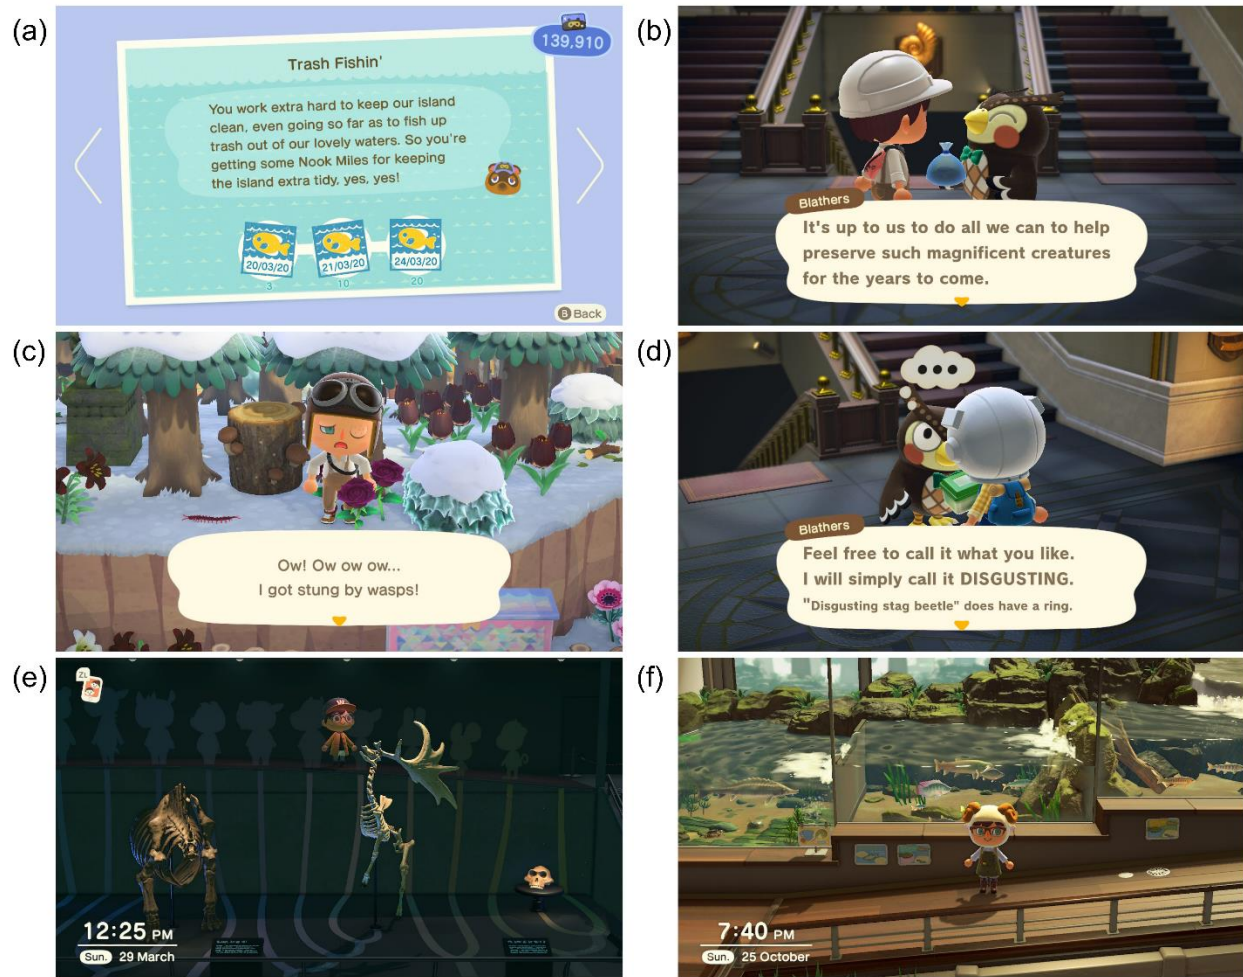 (a)
139,910
Trash Fishin'
You work extra hard to keep our island
clean, even going so far as to fish up
trash out of our lovely waters. So you're
getting some Nook Miles for keeping
the island extra tidy, yes, yes!
20/03/20 21/03/20 24/03/20
3 10 20
B Back
(b)
Blathers
It's up to us to do all we can to help
preserve such magnificent creatures
for the years to come.
(c)
Ow! Ow ow ow...
I got stung by wasps!
(d)
Blathers
Feel free to call it what you like.
I will simply call it DISGUSTING.
"Disgusting stag beetle" does have a ring.
(e)
ZL
12:25 PM
Sun. 29 March
(f)
7:40 PM
Sun. 25 October